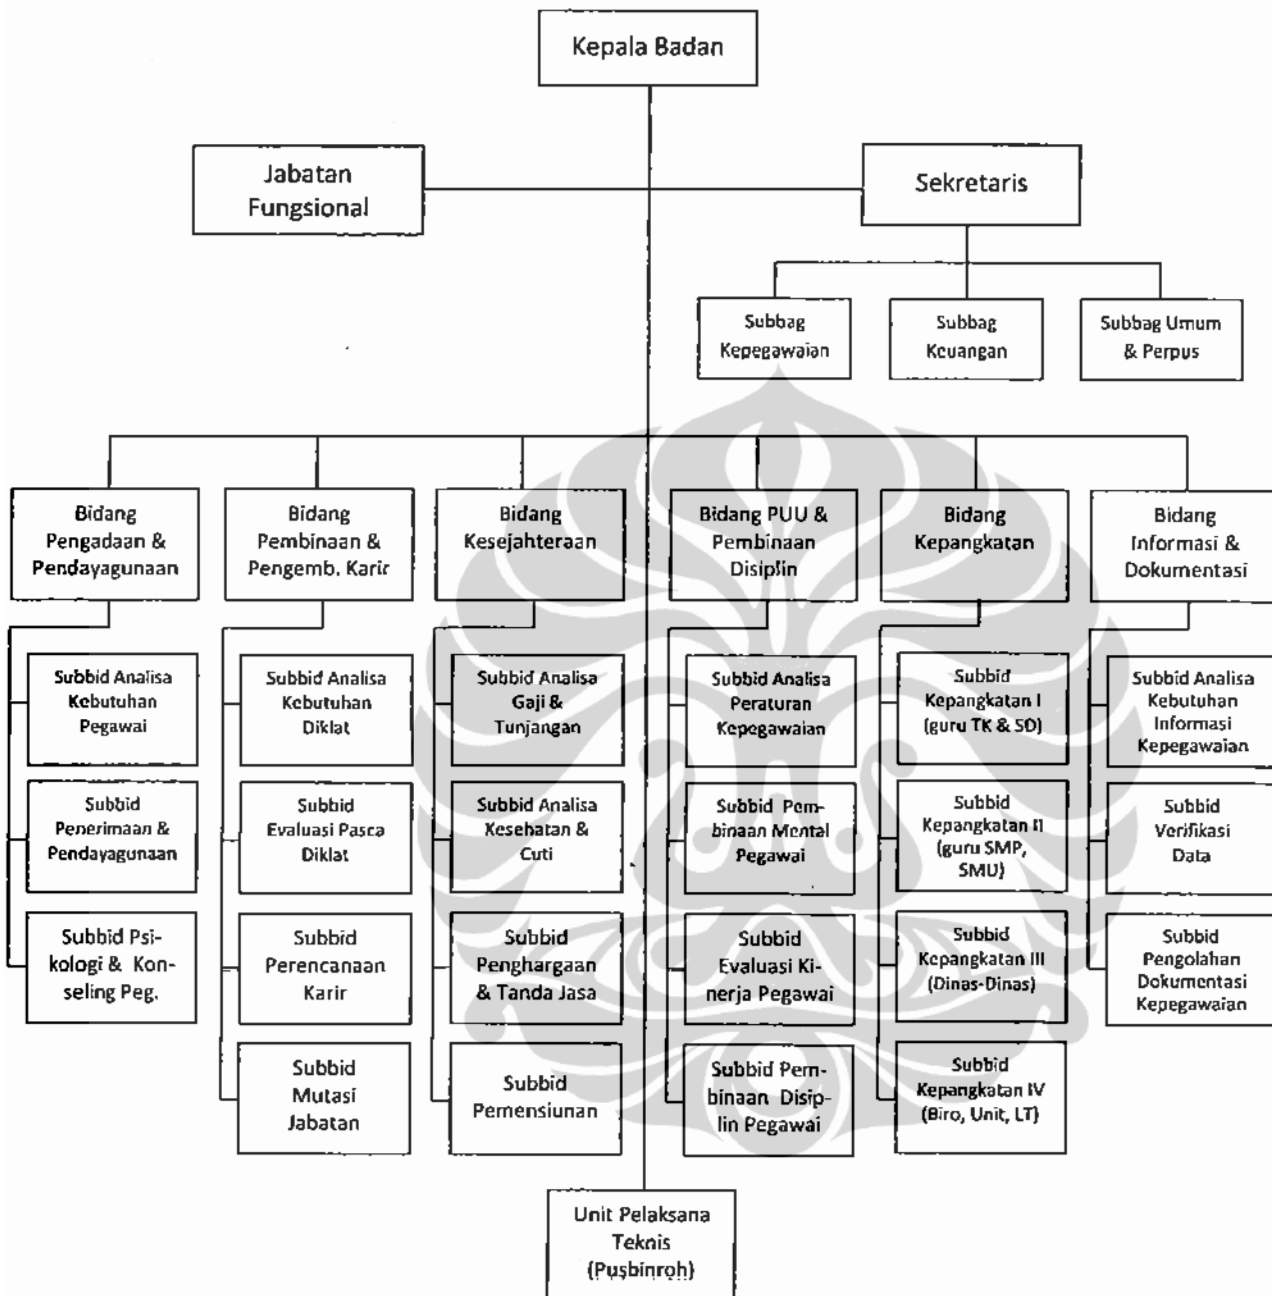 Kepala Badan
Jabatan
Fungsional
Sekretaris
Subbag
Kepegawaian
Subbag
Keuangan
Subbag Umum
& Perpus
Bidang
Pengadaan &
Pendayagunaan
Bidang
Pembinaan &
Pengemb. Karir
Bidang
Kesejahteraan
Bidang PUU &
Pembinaan
Disiplin
Bidang
Kepangkatan
Bidang
Informasi &
Dokumentasi
Subbid Analisa
Kebutuhan
Pegawai
Subbid Analisa
Kebutuhan
Diklat
Subbid Analisa
Gaji &
Tunjangan
Subbid Analisa
Peraturan
Kepegawaian
Subbid
Kepangkatan I
(guru TK & SD)
Subbid Analisa
Kebutuhan
Informasi
Kepegawaian
Subbid
Penerimaan &
Pendayagunaan
Subbid
Evaluasi Pasca
Diklat
Subbid Analisa
Kesehatan &
Cuti
Subbid Pem-
binaan Mental
Pegawai
Subbid
Kepangkatan II
(guru SMP,
SMU)
Subbid
Verifikasi
Data
Subbid Psi-
kologi & Kon-
seling Peg.
Subbid
Perencanaan
Karir
Subbid
Penghargaan
& Tanda Jasa
Subbid
Evaluasi Ki-
nerja Pegawai
Subbid
Kepangkatan III
(Dinas-Dinas)
Subbid
Pengolahan
Dokumentasi
Kepegawaian
Subbid
Mutasi
Jabatan
Subbid
Pemensiunan
Subbid Pem-
binaan Disip-
lin Pegawai
Subbid
Kepangkatan IV
(Biro, Unit, LT)
Unit Pelaksana
Teknis
(Pusbinroh)